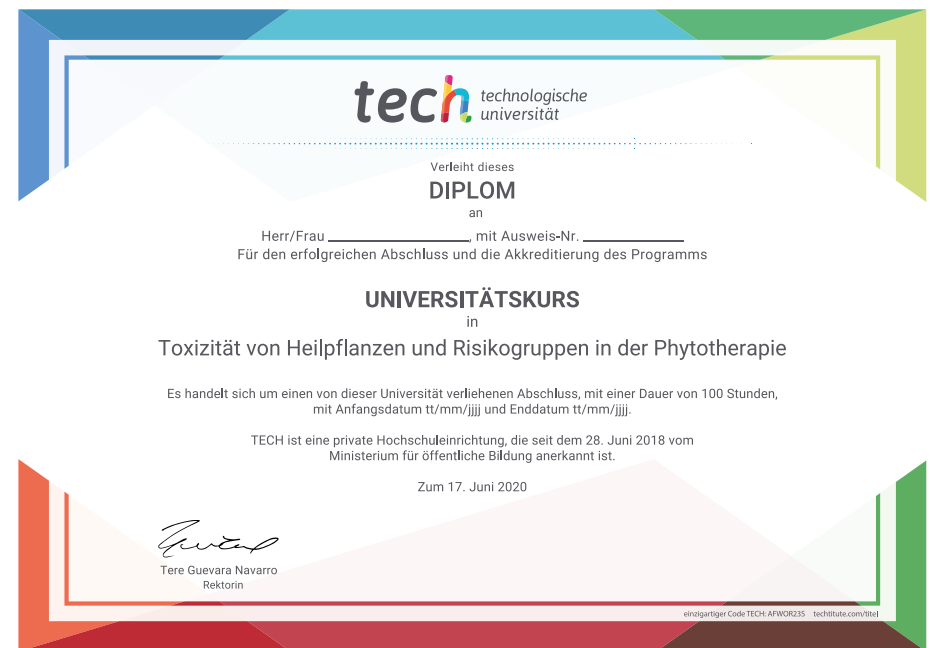 tech technologische
universität
Verleiht dieses
DIPLOM
an
Herr/Frau ____________, mit Ausweis-Nr. ____________
Für den erfolgreichen Abschluss und die Akkreditierung des Programms
UNIVERSITÄTSKURS
in
Toxizität von Heilpflanzen und Risikogruppen in der Phytotherapie
Es handelt sich um einen von dieser Universität verliehenen Abschluss, mit einer Dauer von 100 Stunden,
mit Anfangsdatum tt/mm/jjjj und Enddatum tt/mm/jjjj.
TECH ist eine private Hochschuleinrichtung, die seit dem 28. Juni 2018 vom
Ministerium für öffentliche Bildung anerkannt ist.
Zum 17. Juni 2020
Tere Guevara Navarro
Rektorin
einzigartiger Code TECH: AFWOR23S techtitute.com/titel